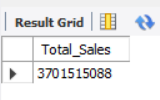 Result Grid
Total_Sales
3701515088